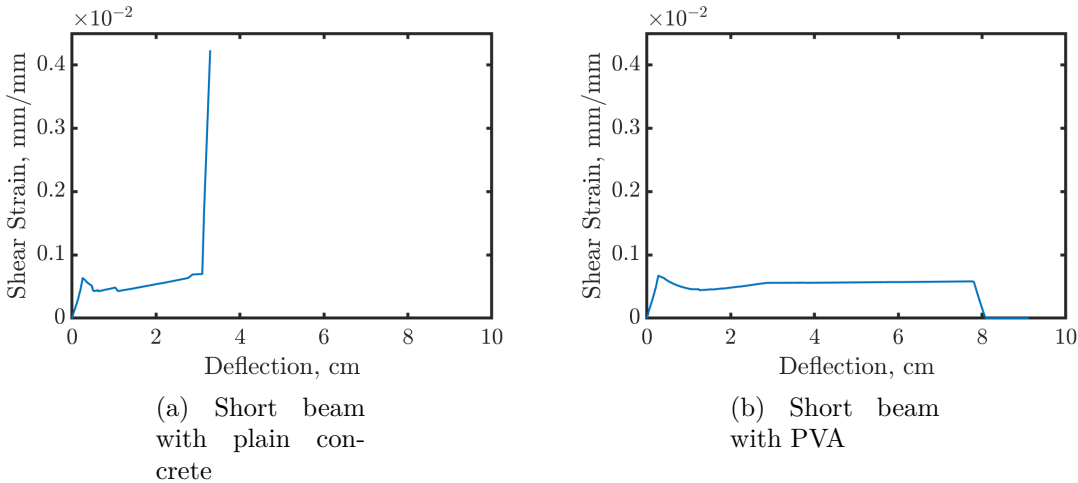 ×10⁻²
0.4
0.3
0.2
0.1
0
0 2 4 6 8 10
Shear Strain, mm/mm
Deflection, cm
(a) Short beam
with plain con-
crete
×10⁻²
0.4
0.3
0.2
0.1
0
0 2 4 6 8 10
Shear Strain, mm/mm
Deflection, cm
(b) Short beam
with PVA